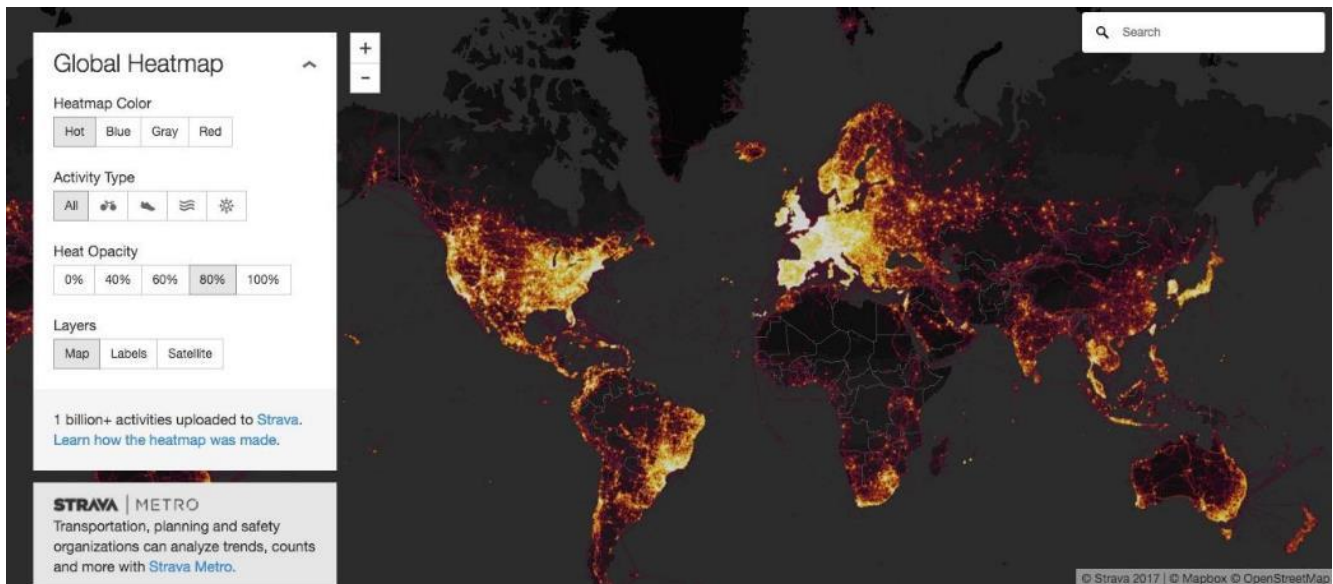 Global Heatmap
Heatmap Color
Hot Blue Gray Red
Activity Type
All
Heat Opacity
0% 40% 60% 80% 100%
Layers
Map Labels Satellite
1 billion+ activities uploaded to Strava.
Learn how the heatmap was made.
STRAVA | METRO
Transportation, planning and safety
organizations can analyze trends, counts
and more with Strava Metro.
+
-
Search
© Strava 2017 | © Mapbox © OpenStreetMap